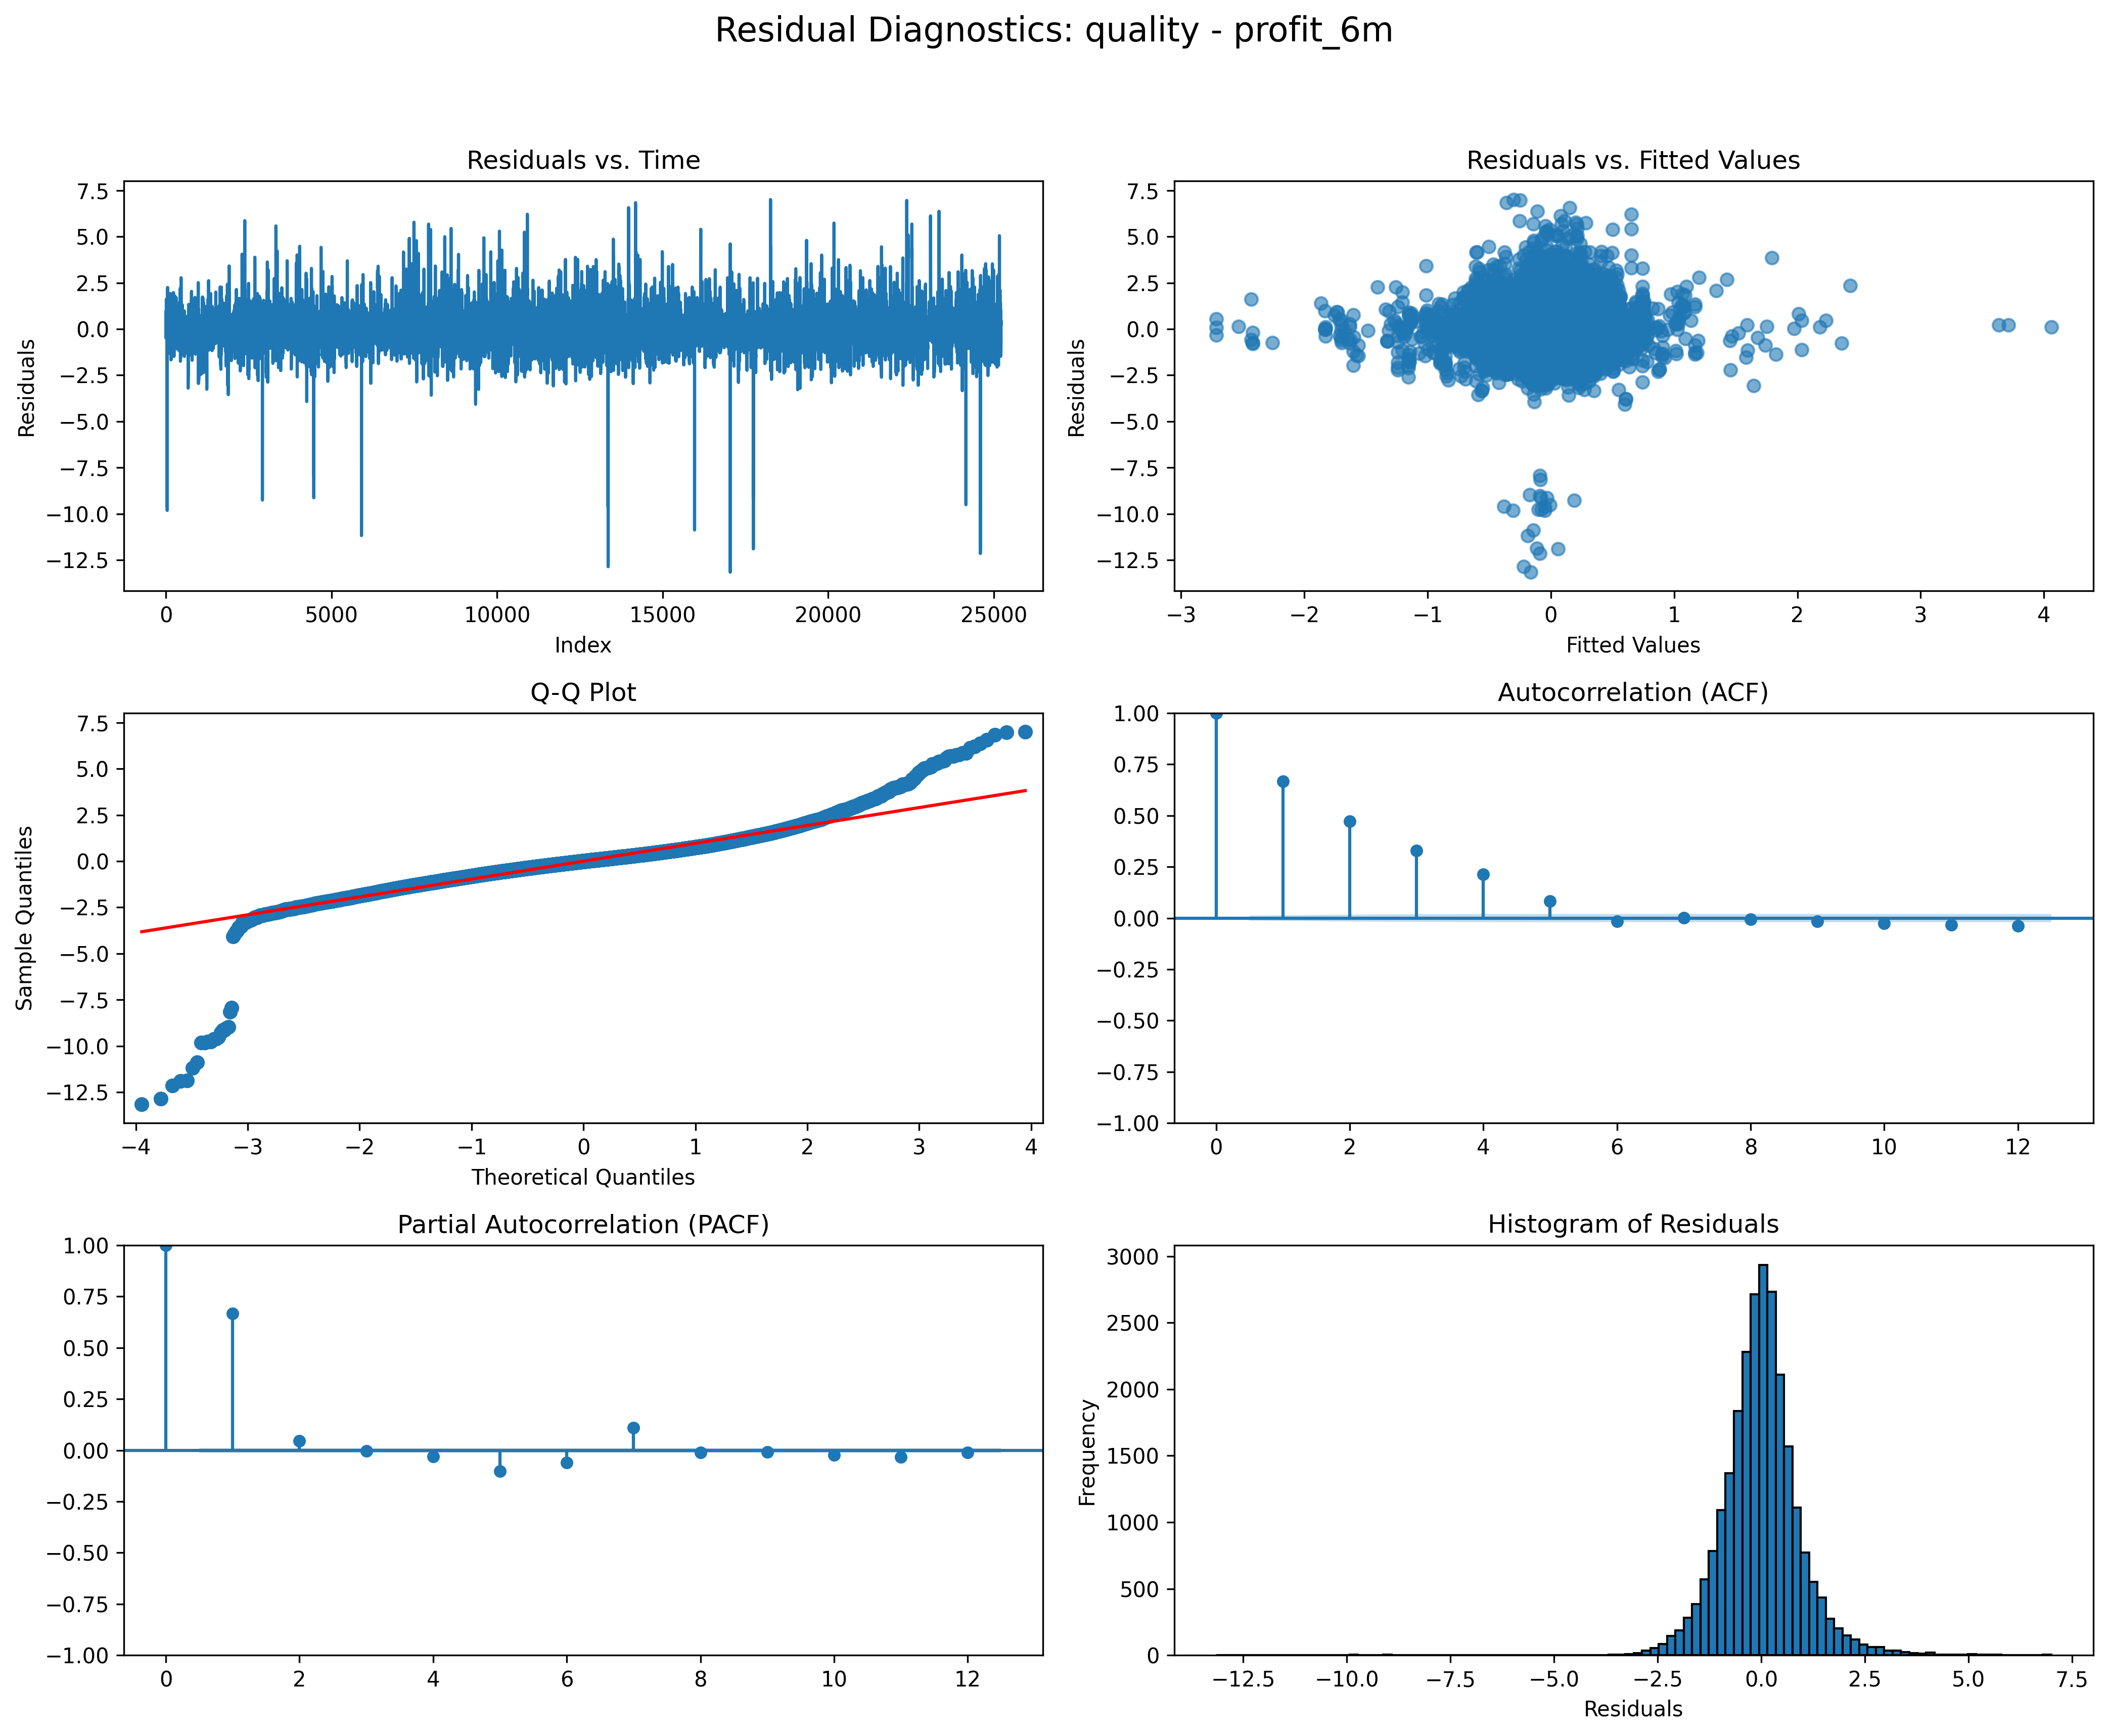 Residual Diagnostics: quality - profit_6m
Residuals vs. Time
7.5
5.0
2.5
0.0
−2.5
−5.0
−7.5
−10.0
−12.5
Residuals
0 5000 10000 15000 20000 25000
Index
Residuals vs. Fitted Values
7.5
5.0
2.5
0.0
−2.5
−5.0
−7.5
−10.0
−12.5
Residuals
−3 −2 −1 0 1 2 3 4
Fitted Values
Q-Q Plot
7.5
5.0
2.5
0.0
−2.5
−5.0
−7.5
−10.0
−12.5
Sample Quantiles
−4 −3 −2 −1 0 1 2 3 4
Theoretical Quantiles
Autocorrelation (ACF)
1.00
0.75
0.50
0.25
0.00
−0.25
−0.50
−0.75
−1.00
0 2 4 6 8 10 12
Partial Autocorrelation (PACF)
1.00
0.75
0.50
0.25
0.00
−0.25
−0.50
−0.75
−1.00
0 2 4 6 8 10 12
Histogram of Residuals
3000
2500
2000
1500
1000
500
0
Frequency
−12.5 −10.0 −7.5 −5.0 −2.5 0.0 2.5 5.0 7.5
Residuals